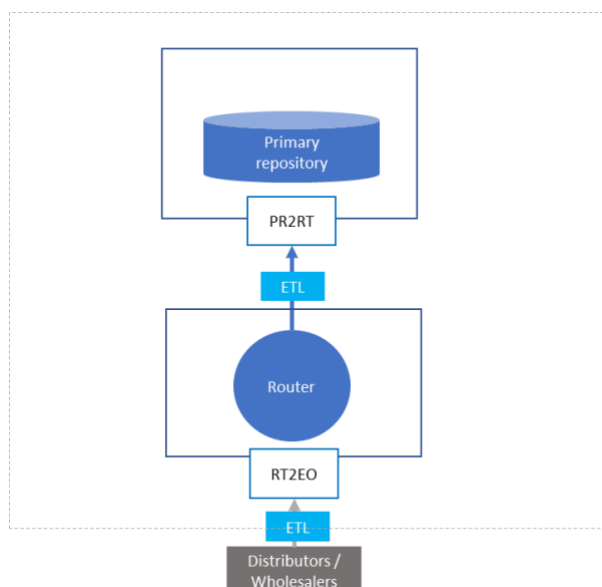 Primary
repository
PR2RT
ETL
Router
RT2EO
ETL
Distributors /
Wholesalers